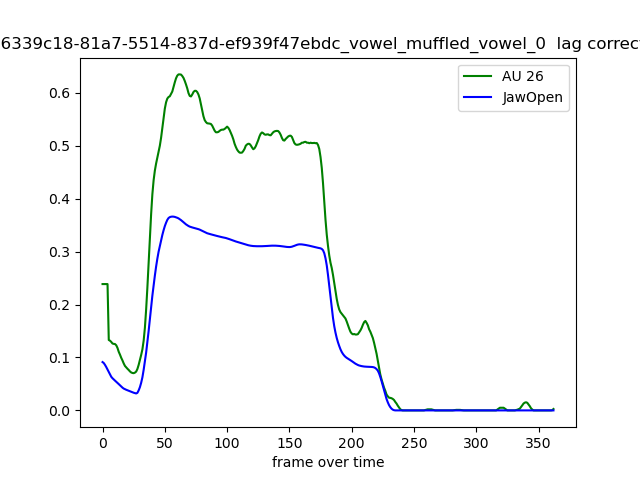 6339c18-81a7-5514-837d-ef939f47ebdc_vowel_muffled_vowel_0 lag correct
AU 26
JawOpen
0.6
0.5
0.4
0.3
0.2
0.1
0.0
0 50 100 150 200 250 300 350
frame over time